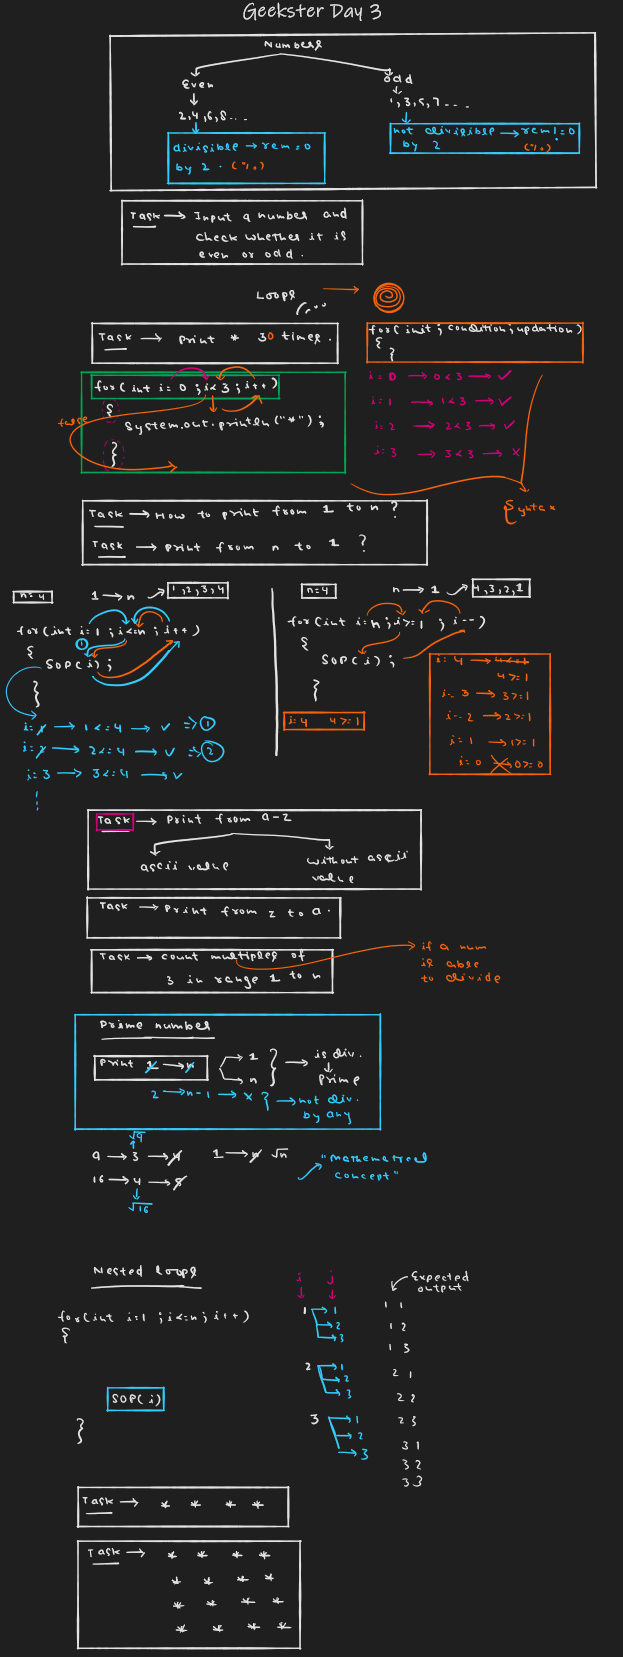 Geekster Day 3
Numbers
Even
odd
2,4,6,8...
1,3,5,7 ---
divisible → rem = 0
by 2 . (%)
not divisible → rem != 0
by 2 (%)
Task → Input a number and
check whether it is
even or odd.
Loops →
Task → print * 30 times.
for( init ; condition ; updation)
{
}
for( int i = 0 ; i < 3 ; i++)
{
System.out.println ("*") ;
}
false
i = 0 → 0 < 3 → ✓
i = 1 → 1 < 3 → ✓
i = 2 → 2 < 3 → ✓
i = 3 → 3 < 3 → x
Syntax
Task → How to print from 1 to n ?
Task → print from n to 1 ?
n = 4
1 → n
1,2,3,4
for(int i = 1 ; i <= n ; i++)
{
1
SOP( i ) ;
}
i = 1 → 1 <= 4 → ✓ => 1
i = 2 → 2 <= 4 → ✓ => 2
i = 3 → 3 <= 4 → ✓
n = 4
n → 1
4,3,2,1
for(int i = n ; i >= 1 ; i--)
{
SOP( i ) ;
}
i = 4 4 >= 1
i = 4 → 4 <= 1
4 >= 1
i = 3 → 3 >= 1
i = 2 → 2 >= 1
i = 1 → 1 >= 1
i = 0 → 0 >= 0
Task → Print from a-z
ascii value
without ascii
value
Task → Print from z to a.
Task → count multiples of
3 in range 1 to n
if a num
is able
to divide
Prime number
Print 1 → n
1
n
→ is div.
↓
Prime
2 → n-1 → x } → not div.
by any
√9
9 → 3 → 4
1 → n √n
16 → 4 → 8
√16
"mathematical
concept"
Nested loops
for(int i=1 ; i<=n ; i++)
{
SOP( i )
}
i j
1 → 1
→ 2
→ 3
2 → 1
→ 2
→ 3
3 → 1
→ 2
→ 3
Expected
output
1 1
1 2
1 3
2 1
2 2
2 3
3 1
3 2
3 3
Task → * * * *
Task → * * * *
* * * *
* * * *
* * * *